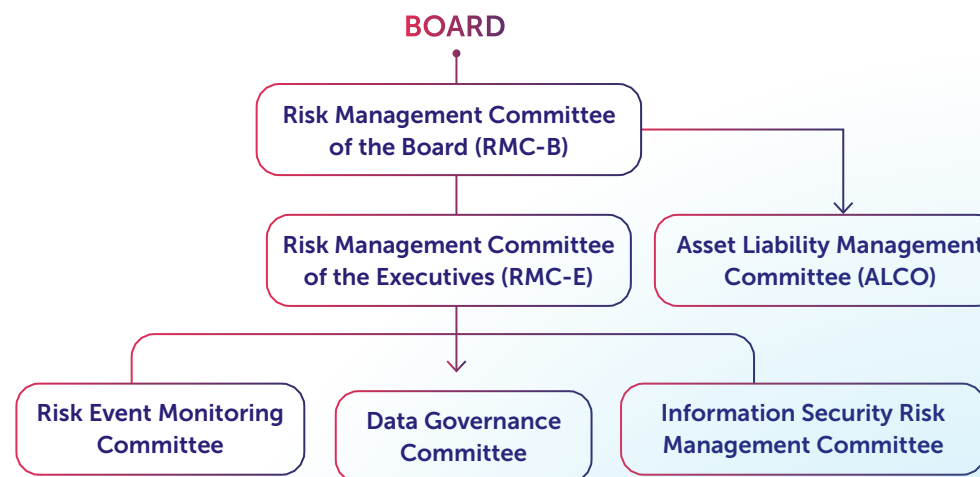 BOARD
Risk Management Committee
of the Board (RMC-B)
Risk Management Committee
of the Executives (RMC-E)
Asset Liability Management
Committee (ALCO)
Risk Event Monitoring
Committee
Data Governance
Committee
Information Security Risk
Management Committee